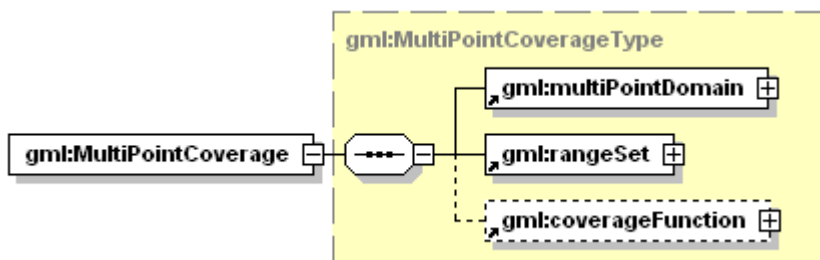 gml:MultiPointCoverageType
gml:multiPointDomain
gml:MultiPointCoverage
gml:rangeSet
gml:coverageFunction